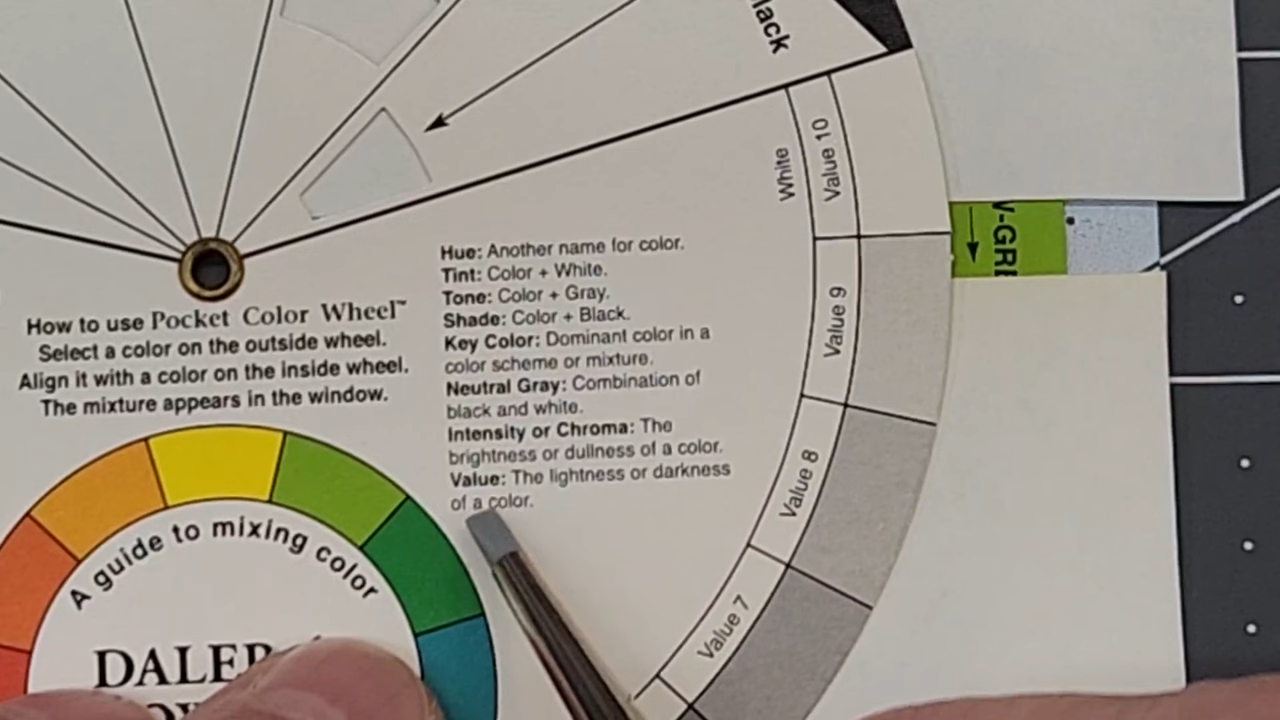 lack
White
Value 10
Hue: Another name for color.
Tint: Color + White.
Tone: Color + Gray.
Shade: Color + Black.
Key Color: Dominant color in a
color scheme or mixture.
Neutral Gray: Combination of
black and white.
Intensity or Chroma: The
brightness or dullness of a color.
Value: The lightness or darkness
of a color.
How to use Pocket Color Wheel™
Select a color on the outside wheel.
Align it with a color on the inside wheel.
The mixture appears in the window.
Value 9
Value 8
Value 7
W-GRE
A guide to mixing color
DALER